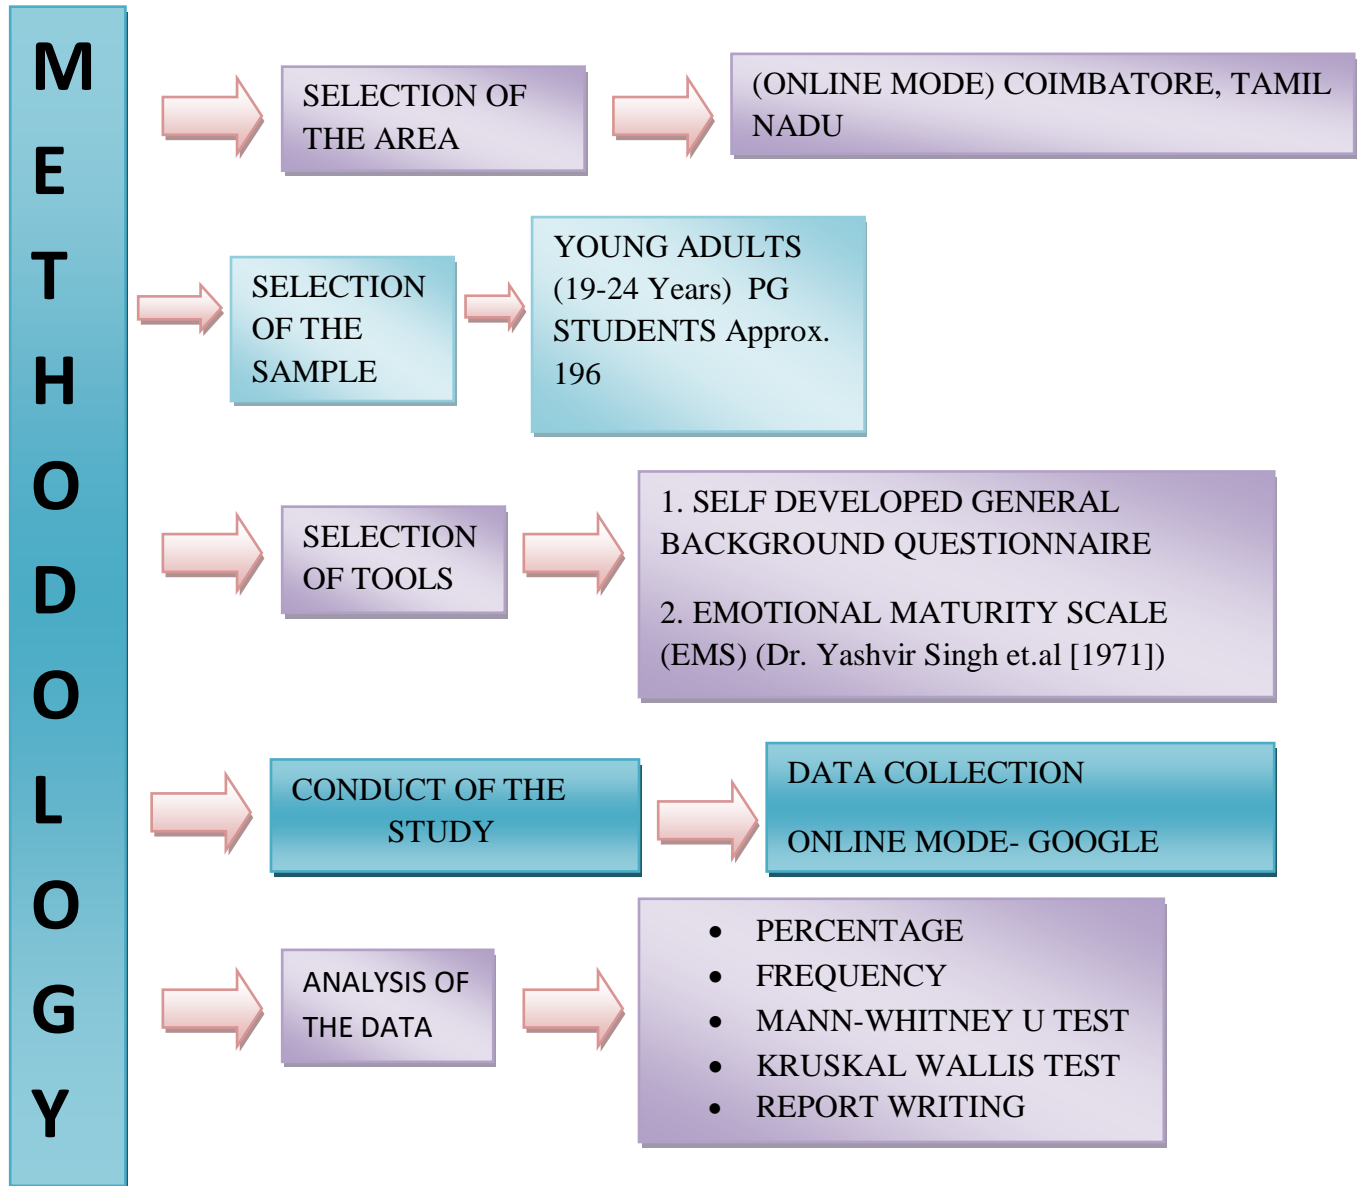 M
E
T
H
O
D
O
L
O
G
Y
SELECTION OF
THE AREA
(ONLINE MODE) COIMBATORE, TAMIL
NADU
SELECTION
OF THE
SAMPLE
YOUNG ADULTS
(19-24 Years) PG
STUDENTS Approx.
196
SELECTION
OF TOOLS
1. SELF DEVELOPED GENERAL
BACKGROUND QUESTIONNAIRE
2. EMOTIONAL MATURITY SCALE
(EMS) (Dr. Yashvir Singh et.al [1971])
CONDUCT OF THE
STUDY
DATA COLLECTION
ONLINE MODE- GOOGLE
ANALYSIS OF
THE DATA
• PERCENTAGE
• FREQUENCY
• MANN-WHITNEY U TEST
• KRUSKAL WALLIS TEST
• REPORT WRITING